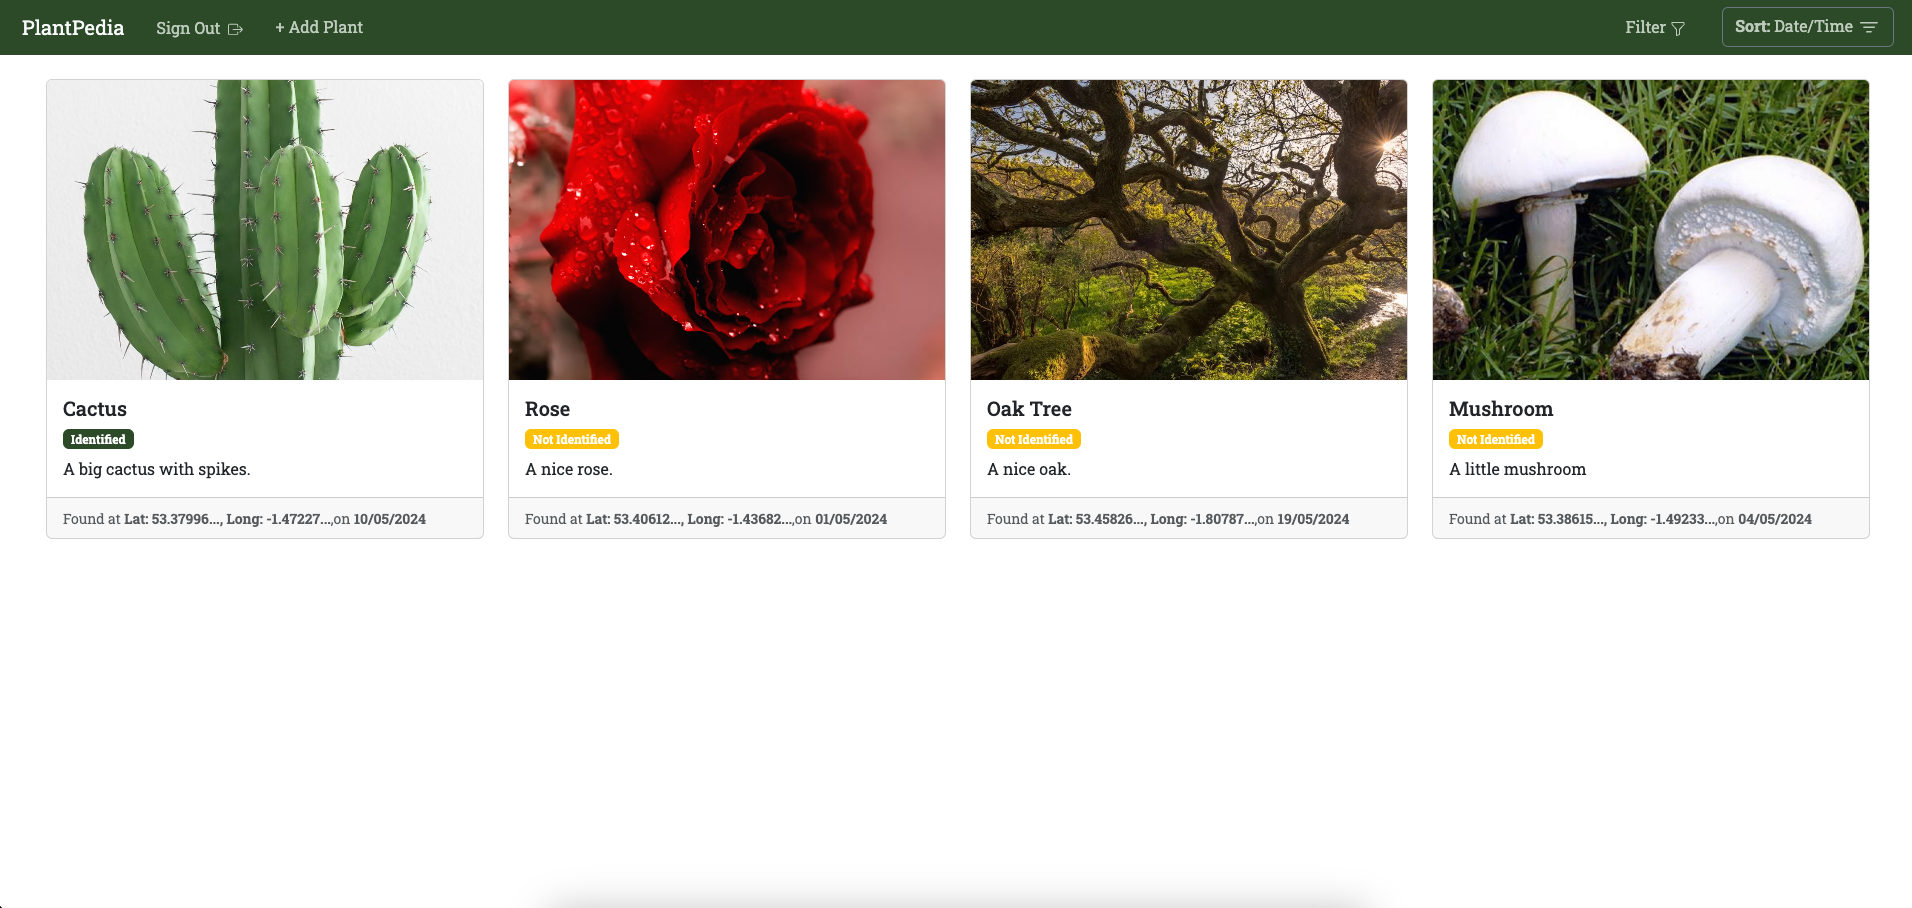 PlantPedia Sign Out + Add Plant Filter Sort: Date/Time
Cactus
Identified
A big cactus with spikes.
Found at Lat: 53.37996..., Long: -1.47227...,on 10/05/2024
Rose
Not Identified
A nice rose.
Found at Lat: 53.40612..., Long: -1.43682...,on 01/05/2024
Oak Tree
Not Identified
A nice oak.
Found at Lat: 53.45826..., Long: -1.80787...,on 19/05/2024
Mushroom
Not Identified
A little mushroom
Found at Lat: 53.38615..., Long: -1.49233...,on 04/05/2024